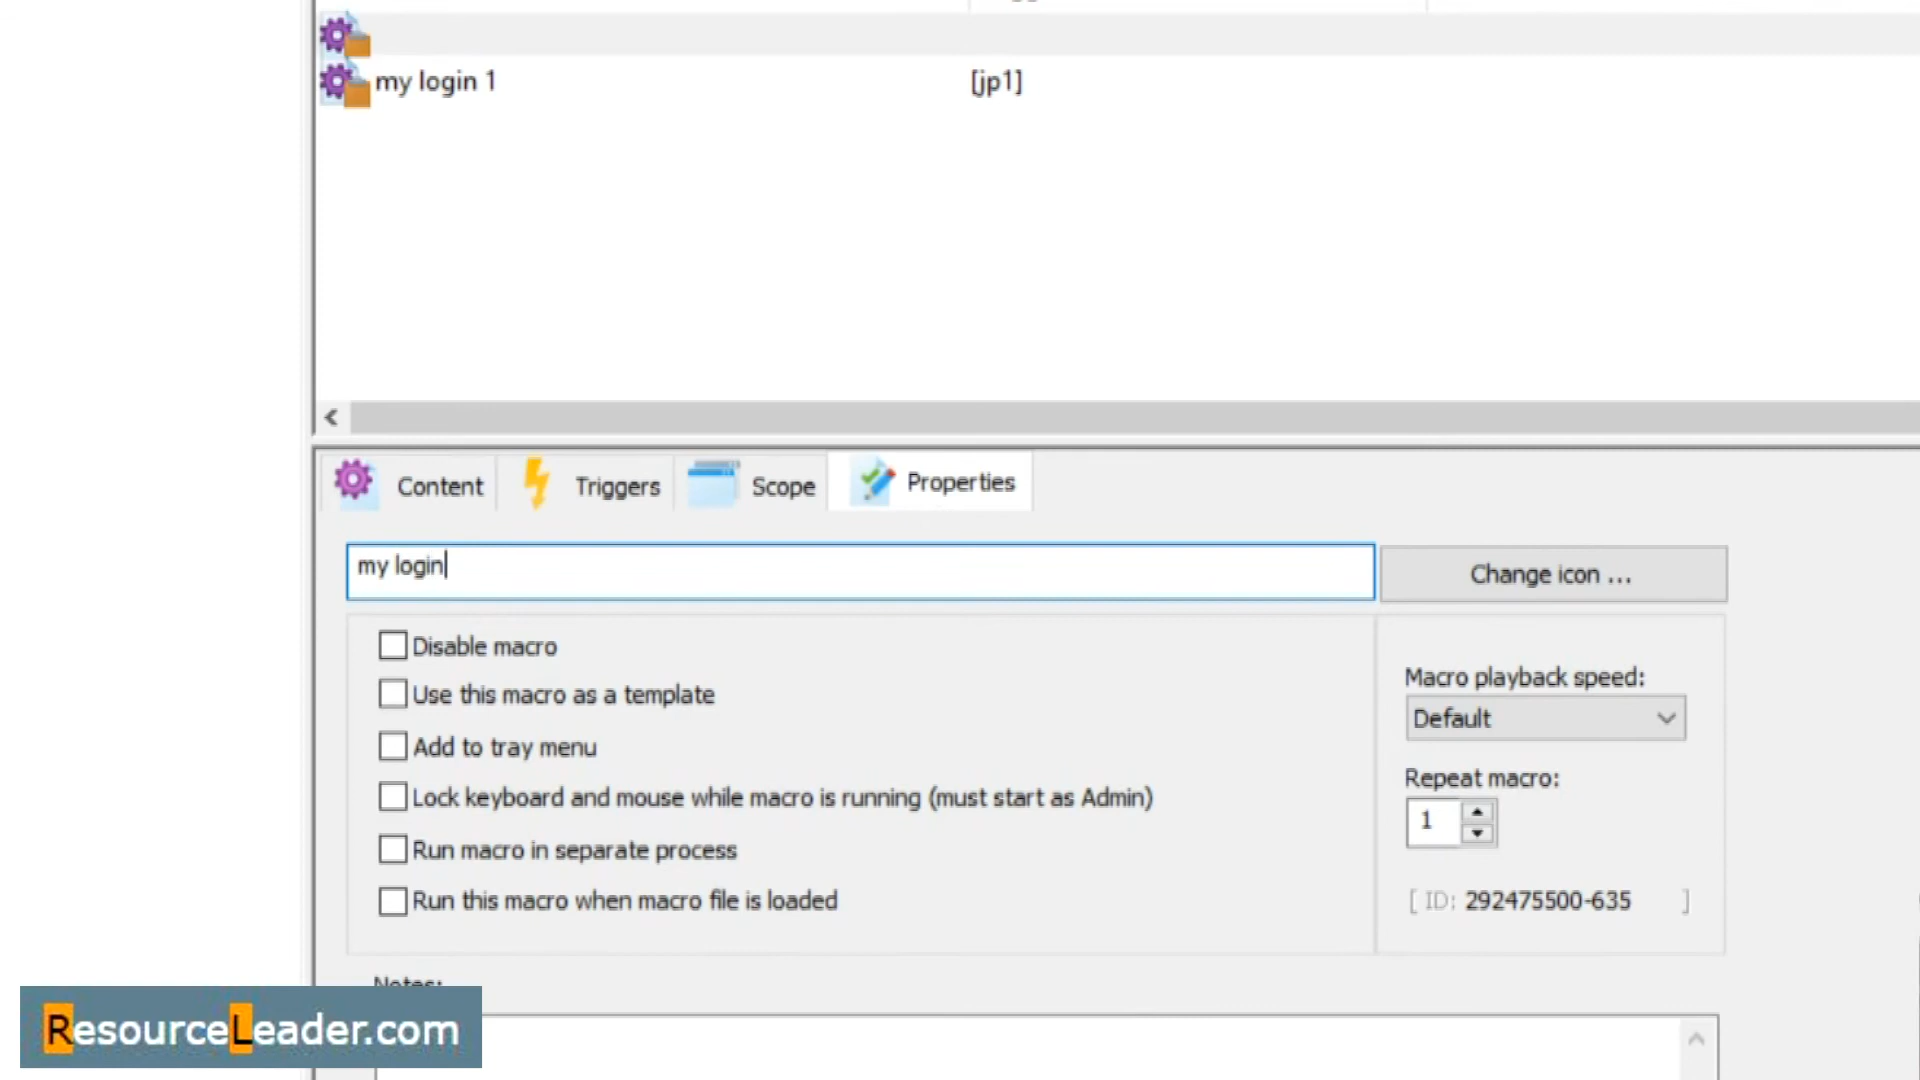 my login 1 [jp1]
Content Triggers Scope Properties
my login Change icon ...
Disable macro
Use this macro as a template
Add to tray menu
Lock keyboard and mouse while macro is running (must start as Admin)
Run macro in separate process
Run this macro when macro file is loaded
Macro playback speed:
Default
Repeat macro:
1
[ ID: 292475500-635 ]
Notes:
ResourceLeader.com